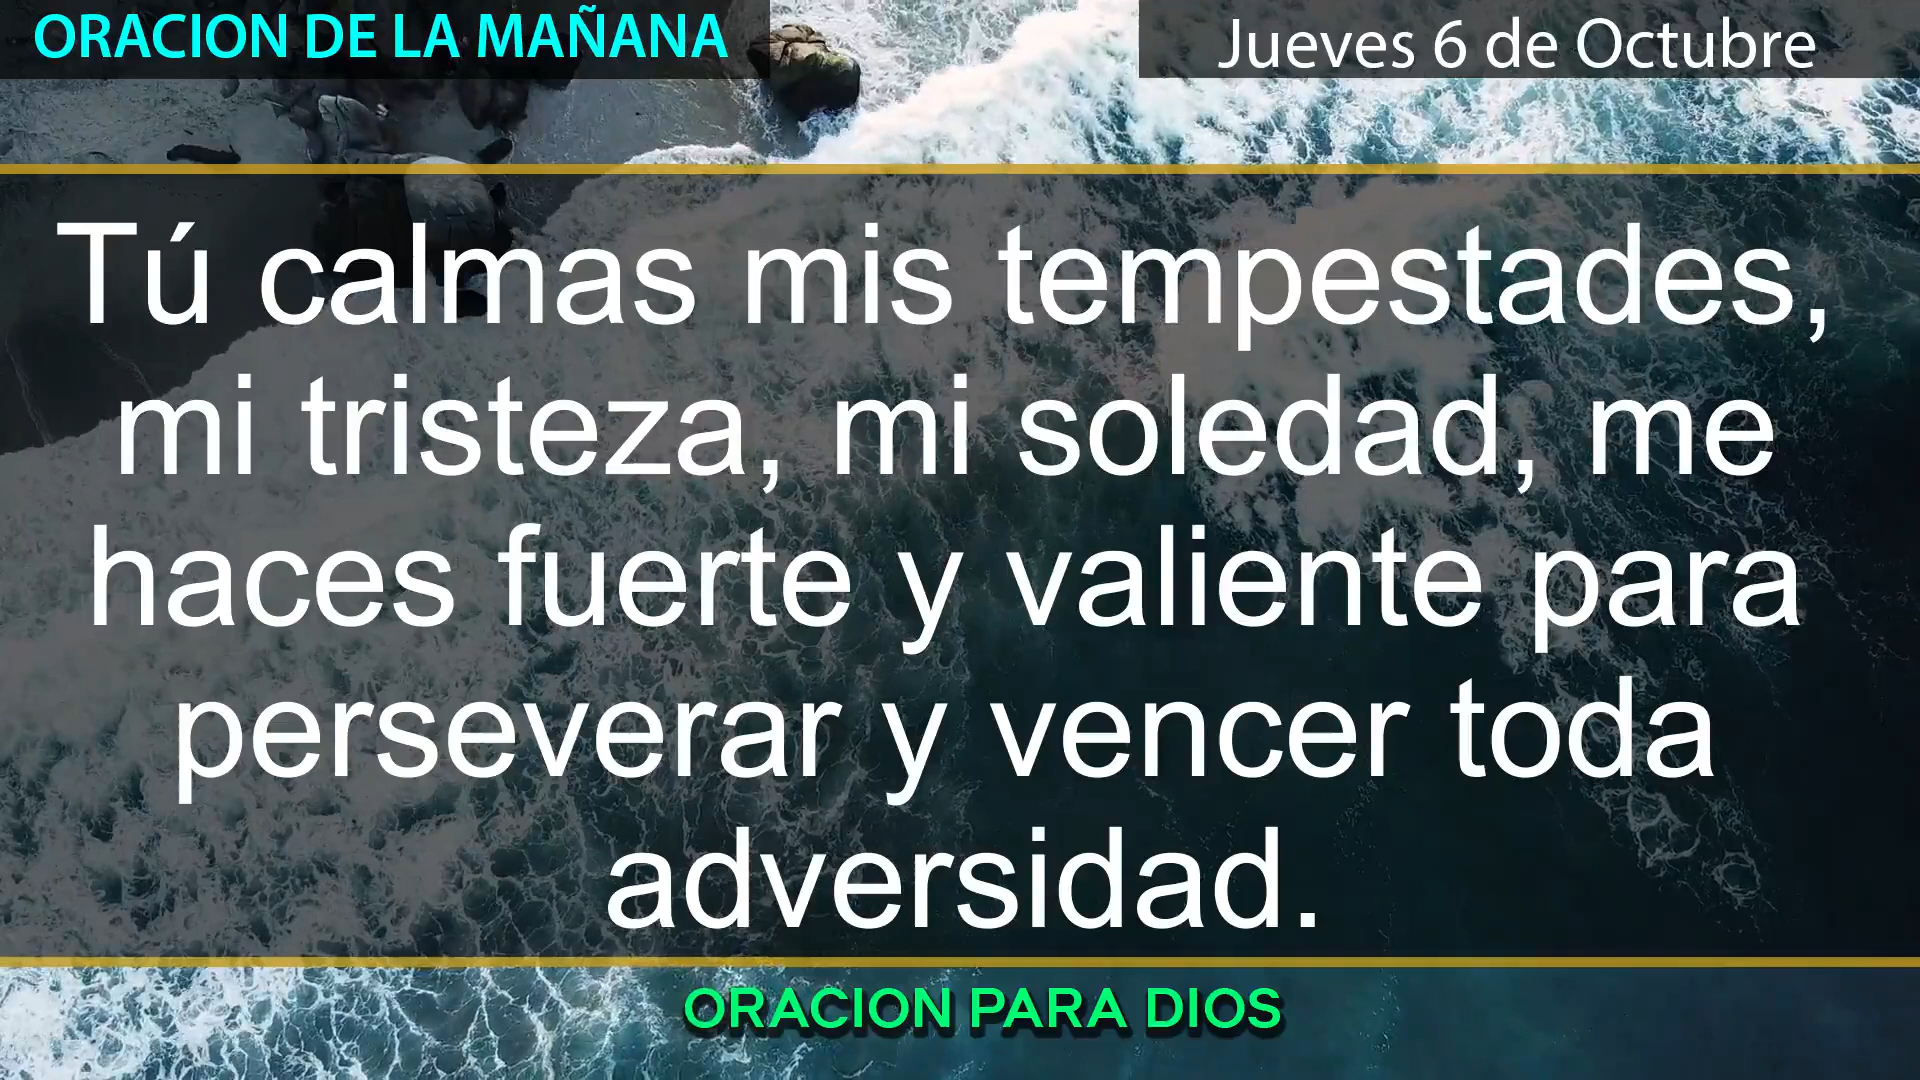 ORACION DE LA MAÑANA
Jueves 6 de Octubre
Tú calmas mis tempestades,
mi tristeza, mi soledad, me
haces fuerte y valiente para
perseverar y vencer toda
adversidad.
ORACION PARA DIOS